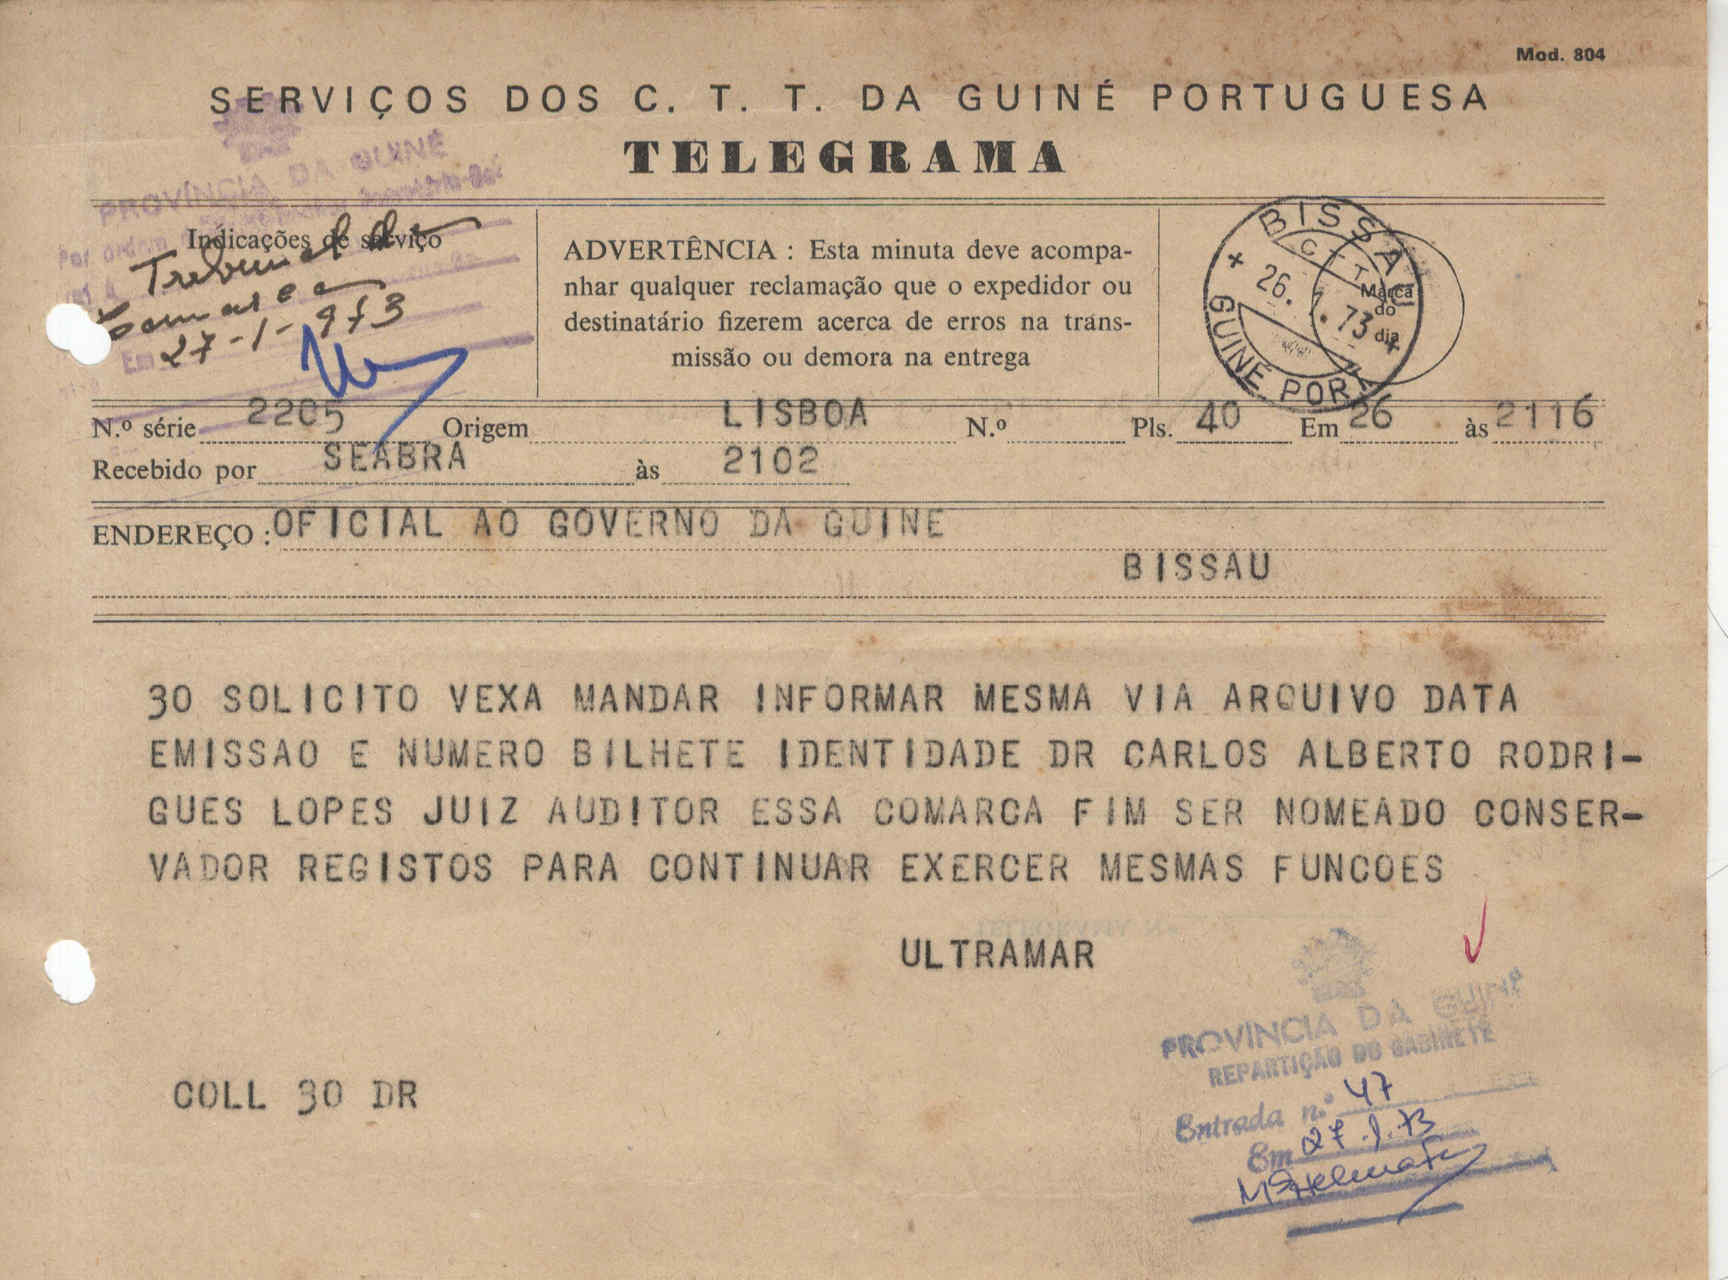 Mod. 804
SERVIÇOS DOS C. T. T. DA GUINÉ PORTUGUESA
TELEGRAMA
PROVÍNCIA DA GUINÉ
Por ordem
Em
Indicações de serviço
Tribunal da
Comarca
27-1-973
ADVERTÊNCIA : Esta minuta deve acompa-
nhar qualquer reclamação que o expedidor ou
destinatário fizerem acerca de erros na trans-
missão ou demora na entrega
BISSAU
C T T
26. 1. 73
GUINÉ PORT
Marca
do
dia
N.º série 2205 Origem LISBOA N.º Pls. 40 Em 26 às 2116
Recebido por SEABRA às 2102
ENDEREÇO : OFICIAL AO GOVERNO DA GUINE
BISSAU
30 SOLICITO VEXA MANDAR INFORMAR MESMA VIA ARQUIVO DATA
EMISSAO E NUMERO BILHETE IDENTIDADE DR CARLOS ALBERTO RODRI-
GUES LOPES JUIZ AUDITOR ESSA COMARCA FIM SER NOMEADO CONSER-
VADOR REGISTOS PARA CONTINUAR EXERCER MESMAS FUNCOES
ULTRAMAR
COLL 30 DR
PROVÍNCIA DA GUINÉ
REPARTIÇÃO DO GABINETE
Entrada n.º 47
Em 27.1.73